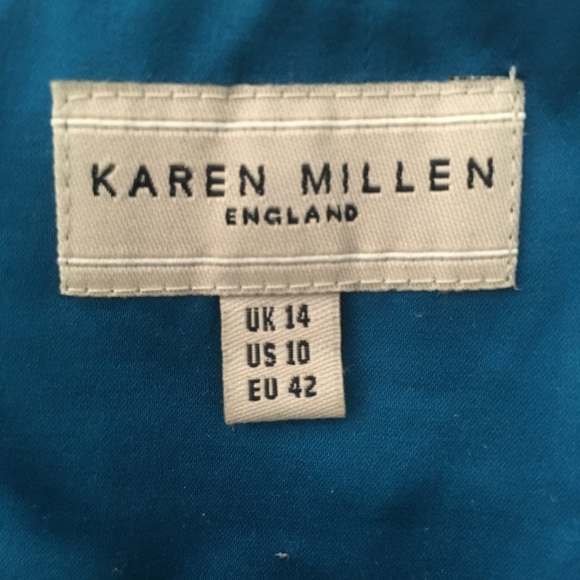 KAREN MILLEN
ENGLAND
UK 14
US 10
EU 42